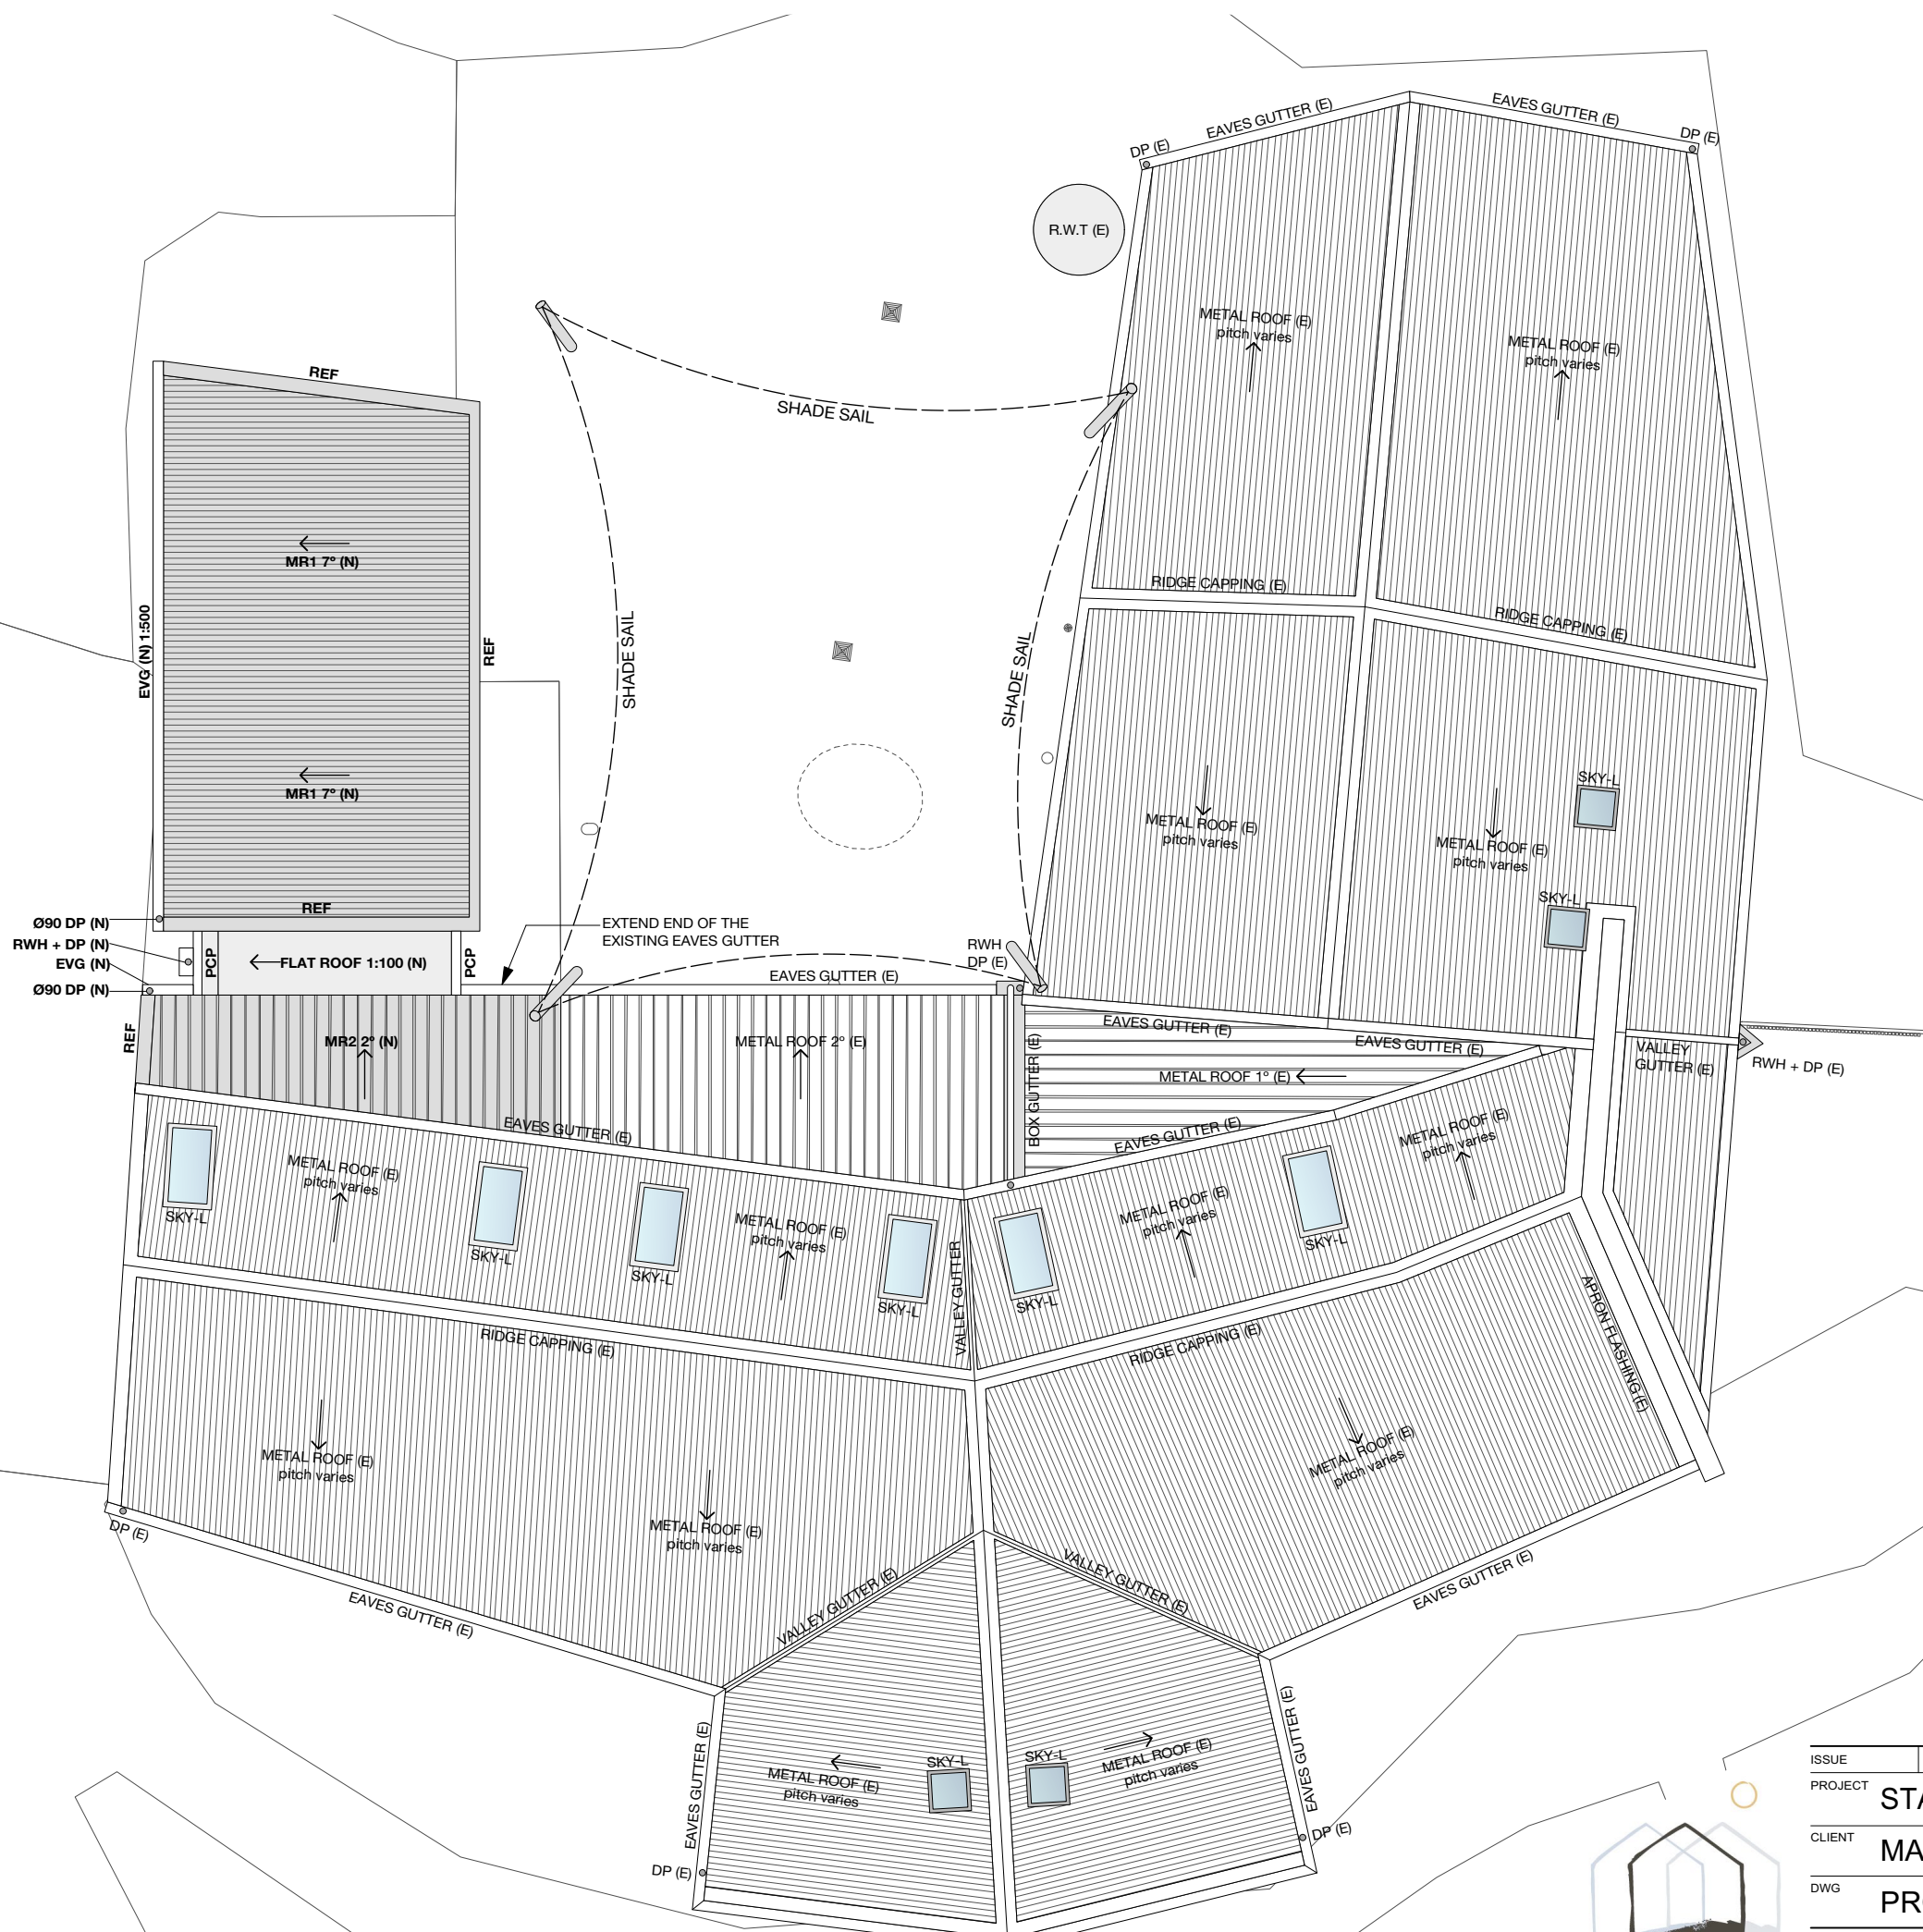 EAVES GUTTER (E)
EAVES GUTTER (E)
DP (E)
DP (E)
R.W.T (E)
METAL ROOF (E)
pitch varies
METAL ROOF (E)
pitch varies
REF
SHADE SAIL
MR1 7° (N)
RIDGE CAPPING (E)
RIDGE CAPPING (E)
EVG (N) 1:500
REF
SHADE SAIL
SHADE SAIL
MR1 7° (N)
SKY-L
METAL ROOF (E)
pitch varies
METAL ROOF (E)
pitch varies
SKY-L
REF
Ø90 DP (N)
RWH + DP (N)
EVG (N)
Ø90 DP (N)
PCP
FLAT ROOF 1:100 (N)
PCP
EXTEND END OF THE
EXISTING EAVES GUTTER
RWH
DP (E)
EAVES GUTTER (E)
REF
MR2 2° (N)
METAL ROOF 2° (E)
BOX GUTTER (E)
EAVES GUTTER (E)
EAVES GUTTER (E)
METAL ROOF 1° (E)
VALLEY
GUTTER (E)
RWH + DP (E)
EAVES GUTTER (E)
EAVES GUTTER (E)
METAL ROOF (E)
pitch varies
METAL ROOF (E)
pitch varies
METAL ROOF (E)
pitch varies
METAL ROOF (E)
pitch varies
SKY-L
SKY-L
SKY-L
SKY-L
VALLEY GUTTER
SKY-L
SKY-L
RIDGE CAPPING (E)
RIDGE CAPPING (E)
APRON FLASHING (E)
METAL ROOF (E)
pitch varies
METAL ROOF (E)
pitch varies
METAL ROOF (E)
pitch varies
DP (E)
EAVES GUTTER (E)
VALLEY GUTTER (E)
VALLEY GUTTER (E)
EAVES GUTTER (E)
EAVES GUTTER (E)
METAL ROOF (E)
pitch varies
SKY-L
SKY-L
METAL ROOF (E)
pitch varies
EAVES GUTTER (E)
DP (E)
DP (E)
ISSUE
PROJECT STA
CLIENT MA
DWG PR